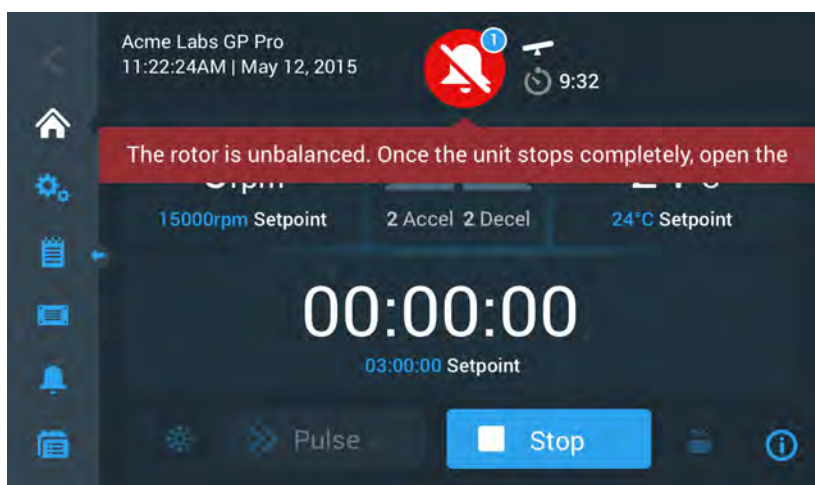 Acme Labs GP Pro
11:22:24AM | May 12, 2015
1
9:32
The rotor is unbalanced. Once the unit stops completely, open the
15000rpm Setpoint
2 Accel 2 Decel
24°C Setpoint
00:00:00
03:00:00 Setpoint
Pulse
Stop